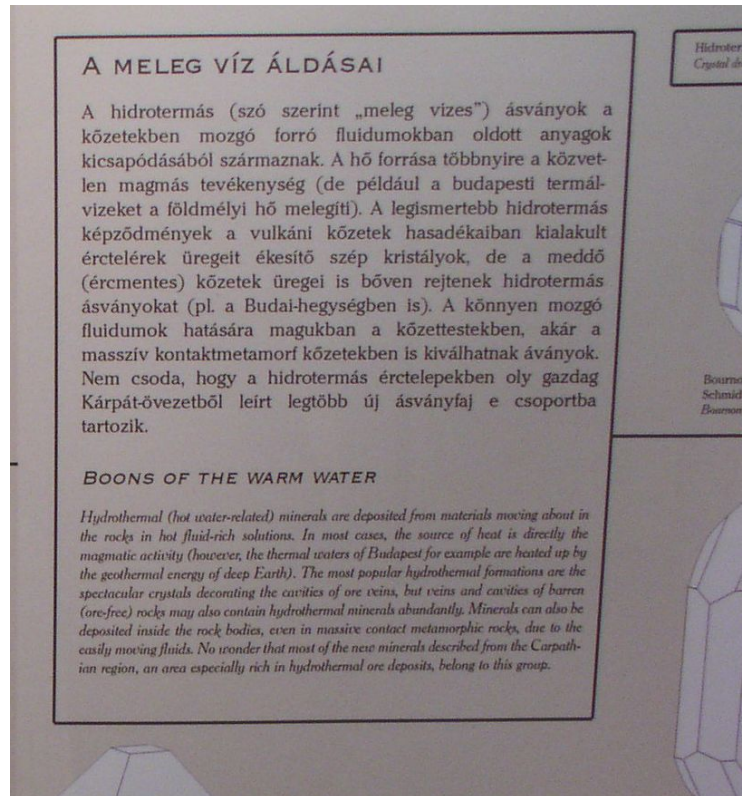 A MELEG VÍZ ÁLDÁSAI
A hidrotermás (szó szerint „meleg vizes”) ásványok a
kőzetekben mozgó forró fluidumokban oldott anyagok
kicsapódásából származnak. A hő forrása többnyire a közvet-
len magmás tevékenység (de például a budapesti termál-
vizeket a földmélyi hő melegíti). A legismertebb hidrotermás
képződmények a vulkáni kőzetek hasadékaiban kialakult
érctelérek üregeit ékesítő szép kristályok, de a meddő
(ércmentes) kőzetek üregei is bőven rejtenek hidrotermás
ásványokat (pl. a Budai-hegységben is). A könnyen mozgó
fluidumok hatására magukban a kőzettestekben, akár a
masszív kontaktmetamorf kőzetekben is kiválhatnak áványok.
Nem csoda, hogy a hidrotermás érctelepekben oly gazdag
Kárpát-övezetből leírt legtöbb új ásványfaj e csoportba
tartozik.
BOONS OF THE WARM WATER
Hydrothermal (hot water-related) minerals are deposited from materials moving about in
the rocks in hot fluid-rich solutions. In most cases, the source of heat is directly the
magmatic activity (however, the thermal waters of Budapest for example are heated up by
the geothermal energy of deep Earth). The most popular hydrothermal formations are the
spectacular crystals decorating the cavities of ore veins, but veins and cavities of barren
(ore-free) rocks may also contain hydrothermal minerals abundantly. Minerals can also be
deposited inside the rock bodies, even in massive contact metamorphic rocks, due to the
easily moving fluids. No wonder that most of the new minerals described from the Carpath-
ian region, an area especially rich in hydrothermal ore deposits, belong to this group.
Hidroter
Crystal dr
Bourno
Schmid
Bournon